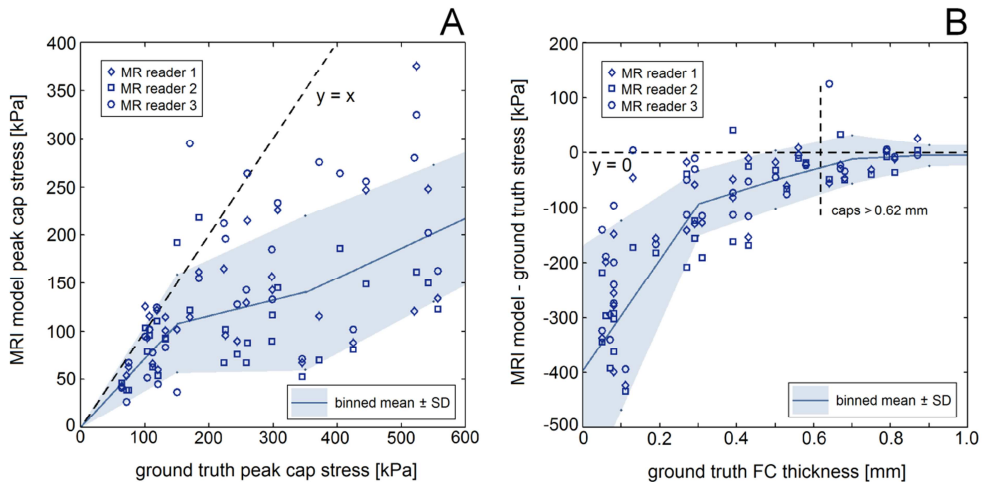 A
MRI model peak cap stress [kPa]
400
350
300
250
200
150
100
50
0
MR reader 1
MR reader 2
MR reader 3
y = x
binned mean ± SD
0 100 200 300 400 500 600
ground truth peak cap stress [kPa]
B
MRI model - ground truth stress [kPa]
200
100
0
-100
-200
-300
-400
-500
MR reader 1
MR reader 2
MR reader 3
y = 0
caps > 0.62 mm
binned mean ± SD
0 0.2 0.4 0.6 0.8 1.0
ground truth FC thickness [mm]